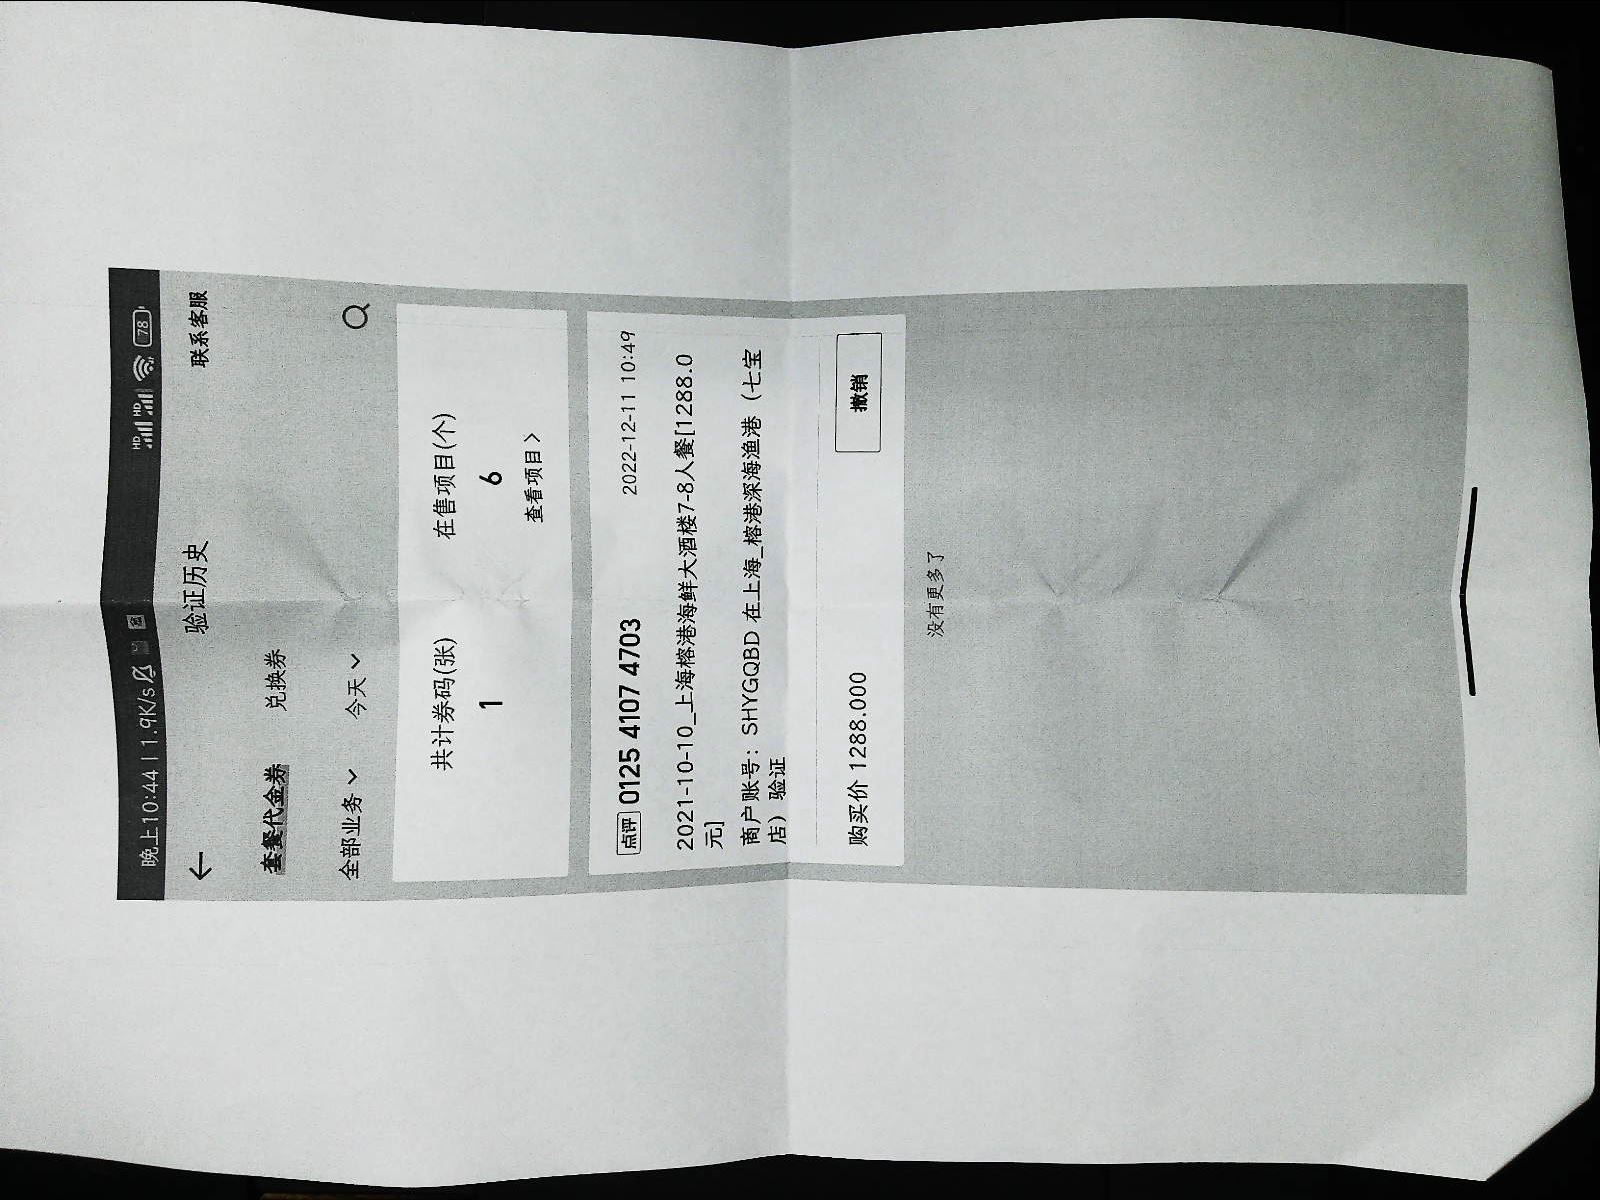 晚上10:44 | 1.9K/s HD HD 78
验证历史
联系客服
套餐代金券 兑换券
全部业务 今天
共计券码(张) 在售项目(个)
1 6
查看项目>
点评 0125 4107 4703 2022-12-11 10:49
2021-10-10_上海榕港海鲜大酒楼7-8人餐[1288.0
元]
商户账号：SHYGQBD 在上海_榕港深海渔港（七宝
店）验证
购买价 1288.000 撤销
没有更多了